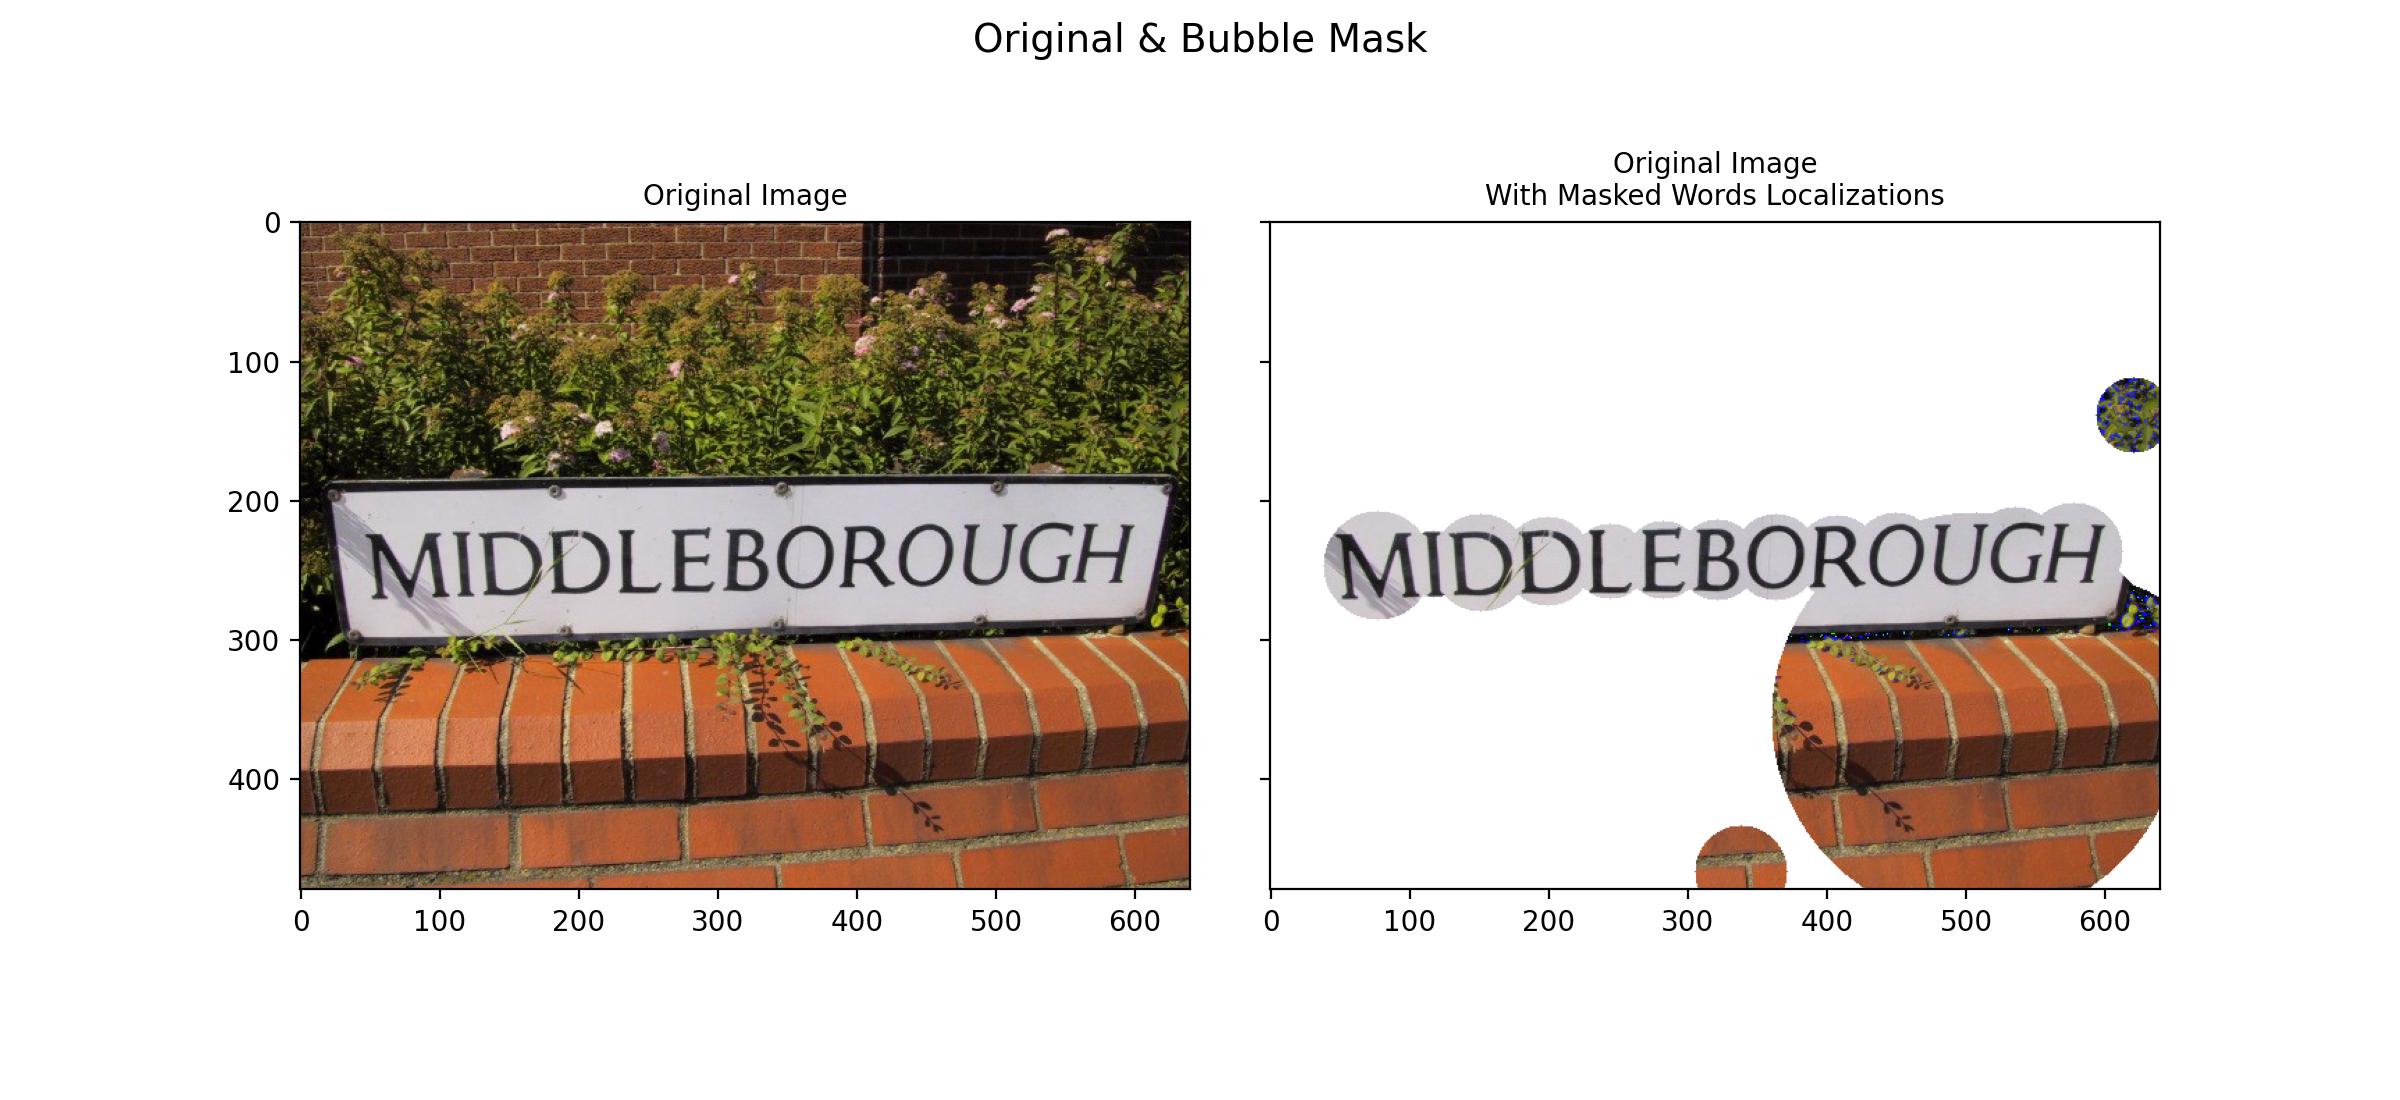 Original & Bubble Mask
Original Image
0
100
200
300
400
0 100 200 300 400 500 600
MIDDLEBOROUGH
Original Image
With Masked Words Localizations
MIDDLEBOROUGH
0 100 200 300 400 500 600